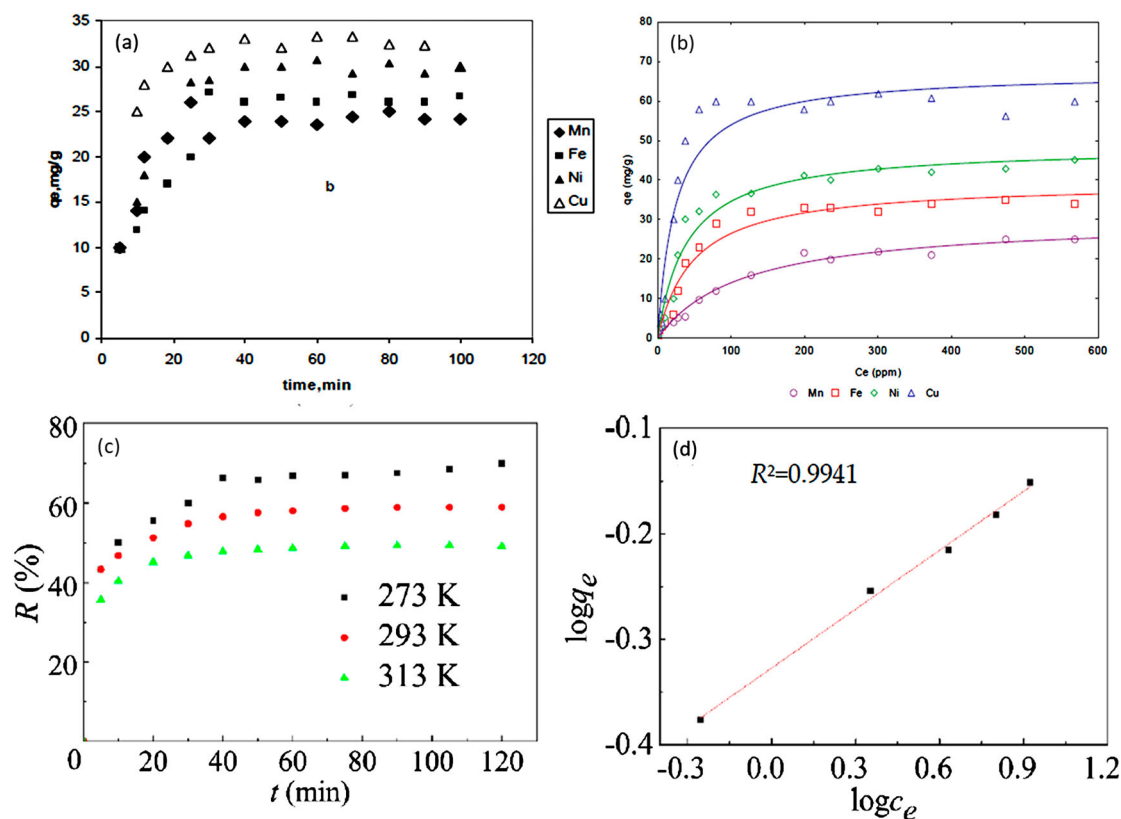 (a)
35
30
25
20
15
10
5
0
qe,mg/g
b
0 20 40 60 80 100 120
time,min
Mn
Fe
Ni
Cu
(b)
80
70
60
50
40
30
20
10
0
qe (mg/g)
0 100 200 300 400 500 600
Ce (ppm)
Mn Fe Ni Cu
(c)
80
60
40
20
R (%)
273 K
293 K
313 K
0 20 40 60 80 100 120
t (min)
(d)
R²=0.9941
-0.1
-0.2
-0.3
-0.4
logqe
-0.3 0.0 0.3 0.6 0.9 1.2
logce